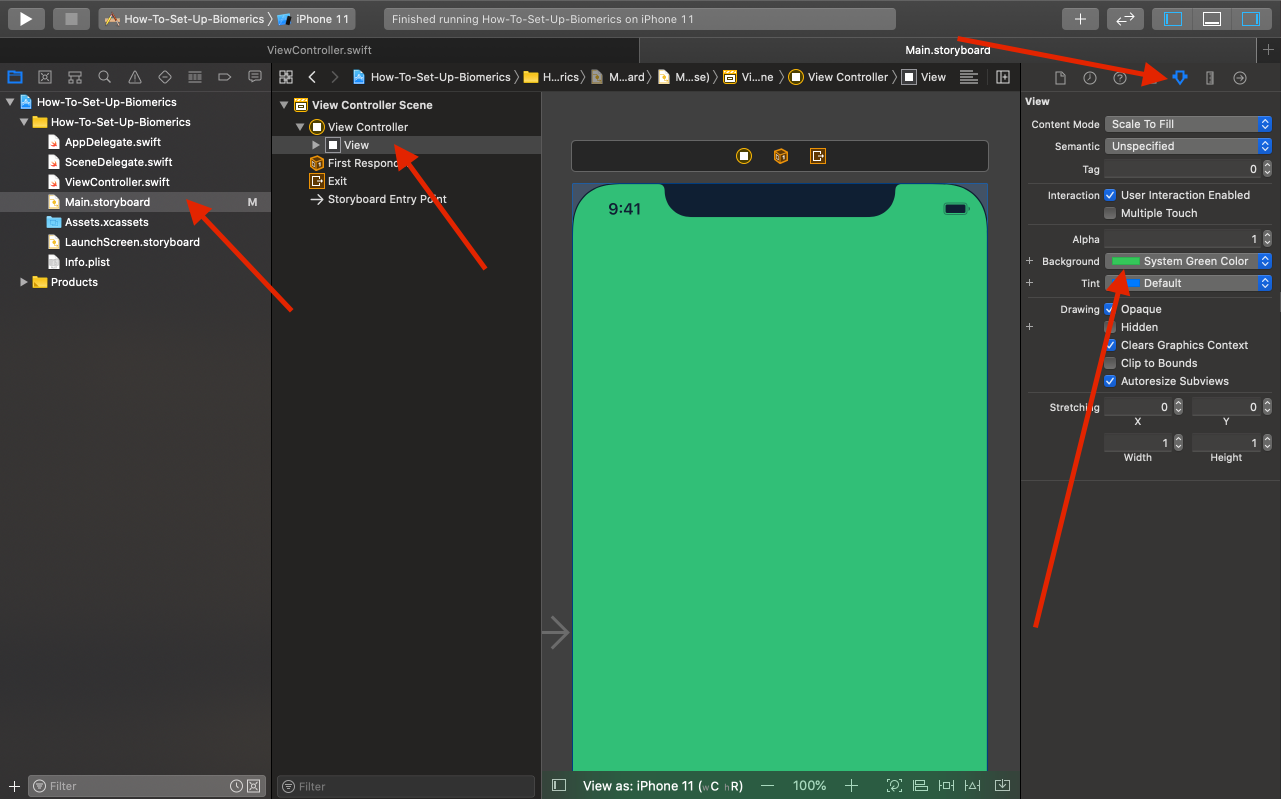 How-To-Set-Up-Biomerics iPhone 11
Finished running How-To-Set-Up-Biomerics on iPhone 11
ViewController.swift
Main.storyboard
How-To-Set-Up-Biomerics
How-To-Set-Up-Biomerics
AppDelegate.swift
SceneDelegate.swift
ViewController.swift
Main.storyboard M
Assets.xcassets
LaunchScreen.storyboard
Info.plist
Products
Filter
How-To-Set-Up-Biomerics H...rics M...ard M...se) Vi...ne View Controller View
View Controller Scene
View Controller
View
First Respon
Exit
Storyboard Entry Point
Filter
9:41
View as: iPhone 11 (wC hR) 100%
View
Content Mode Scale To Fill
Semantic Unspecified
Tag 0
Interaction User Interaction Enabled
Multiple Touch
Alpha 1
Background System Green Color
Tint Default
Drawing Opaque
Hidden
Clears Graphics Context
Clip to Bounds
Autoresize Subviews
Stretching 0 0
X Y
1 1
Width Height